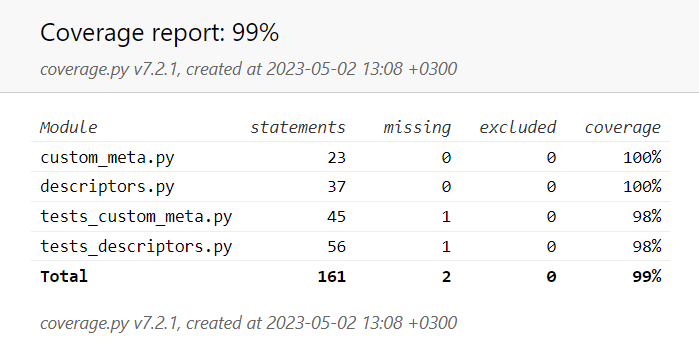 Coverage report: 99%
coverage.py v7.2.1, created at 2023-05-02 13:08 +0300
Module statements missing excluded coverage
custom_meta.py 23 0 0 100%
descriptors.py 37 0 0 100%
tests_custom_meta.py 45 1 0 98%
tests_descriptors.py 56 1 0 98%
Total 161 2 0 99%
coverage.py v7.2.1, created at 2023-05-02 13:08 +0300